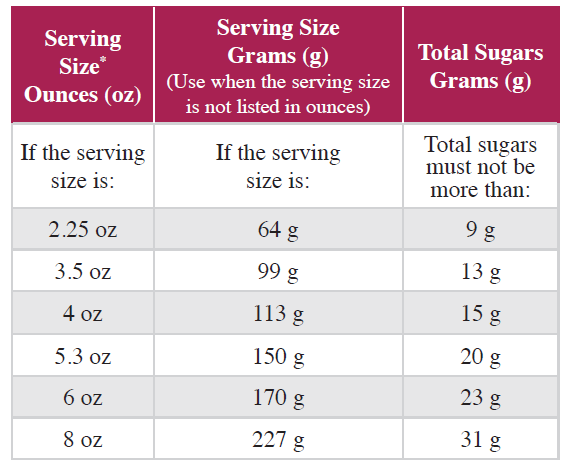 Serving
Size*
Ounces (oz)
Serving Size
Grams (g)
(Use when the serving size
is not listed in ounces)
Total Sugars
Grams (g)
If the serving
size is:
If the serving
size is:
Total sugars
must not be
more than:
2.25 oz 64 g 9 g
3.5 oz 99 g 13 g
4 oz 113 g 15 g
5.3 oz 150 g 20 g
6 oz 170 g 23 g
8 oz 227 g 31 g